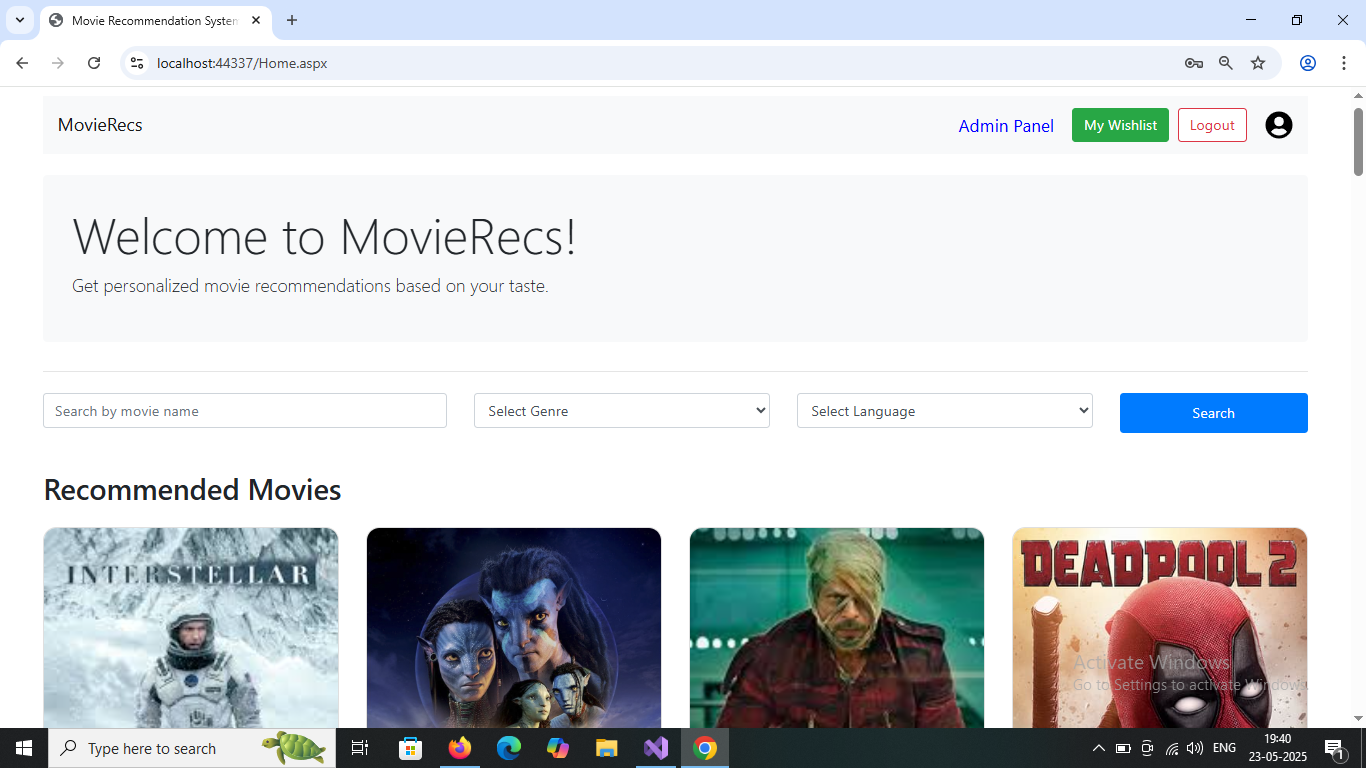 Movie Recommendation System
localhost:44337/Home.aspx
MovieRecs
Admin Panel
My Wishlist
Logout
Welcome to MovieRecs!
Get personalized movie recommendations based on your taste.
Search by movie name
Select Genre
Select Language
Search
Recommended Movies
INTERSTELLAR
DEADPOOL 2
Activate Windows
Go to Settings to activate Windows.
Type here to search
ENG
19:40
23-05-2025
1